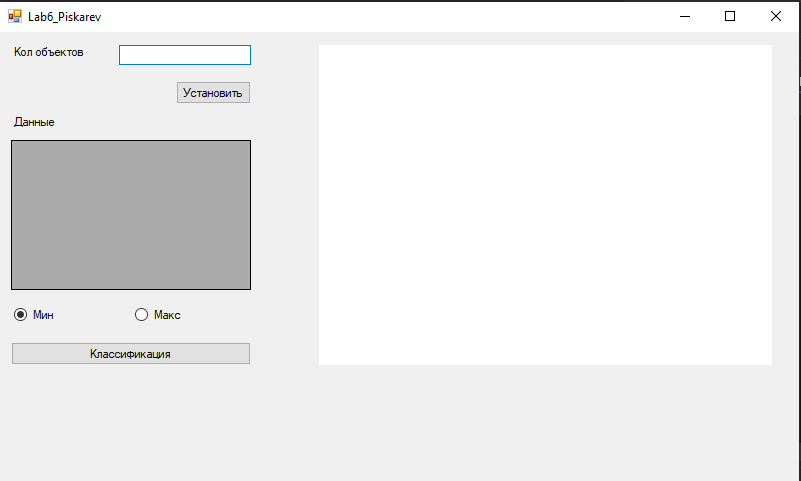 Lab6_Piskarev
Кол объектов
Установить
Данные
Мин
Макс
Классификация